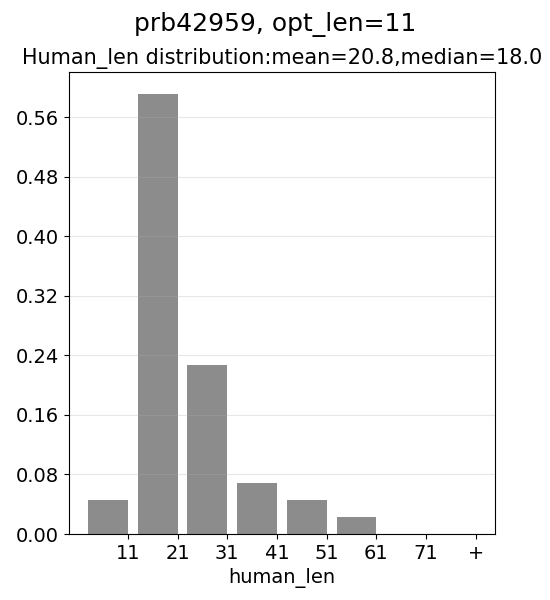 prb42959, opt_len=11
Human_len distribution:mean=20.8,median=18.0
0.56
0.48
0.40
0.32
0.24
0.16
0.08
0.00
11 21 31 41 51 61 71 +
human_len